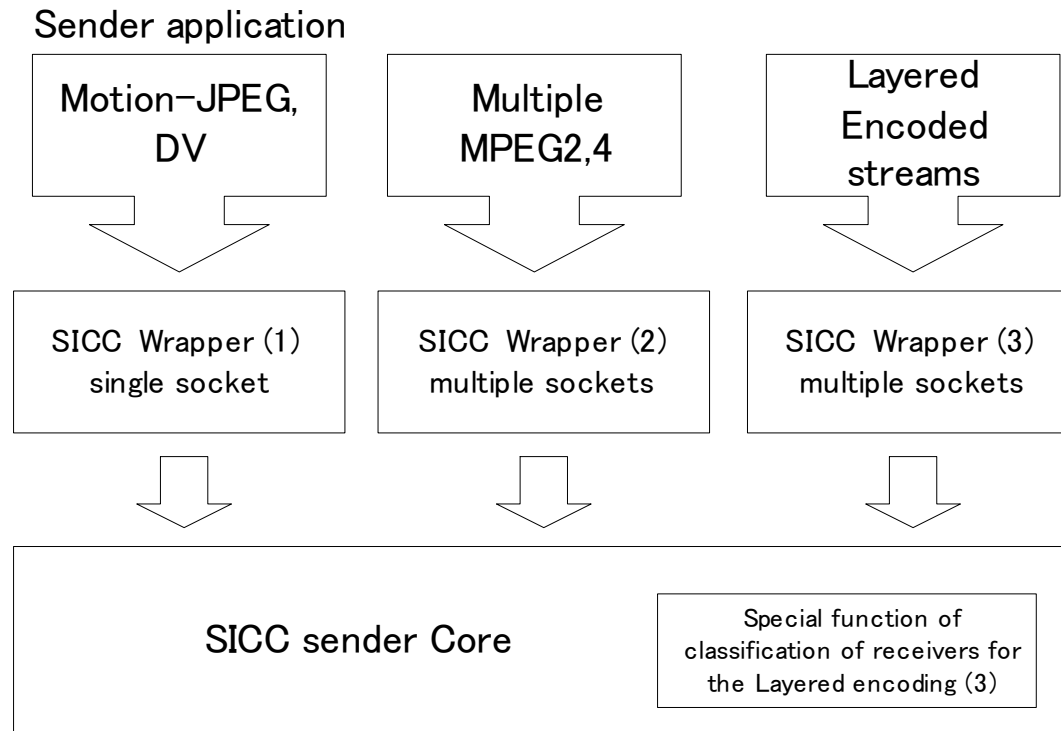 Sender application
Motion-JPEG,
DV
Multiple
MPEG2,4
Layered
Encoded
streams
SICC Wrapper (1)
single socket
SICC Wrapper (2)
multiple sockets
SICC Wrapper (3)
multiple sockets
SICC sender Core
Special function of
classification of receivers for
the Layered encoding (3)